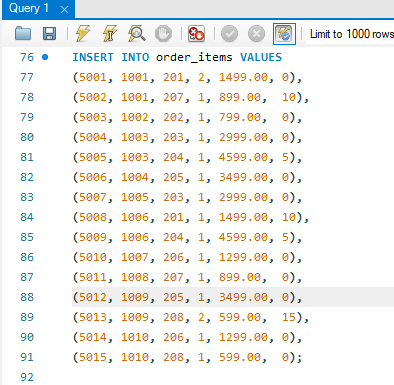 Query 1 ×
Limit to 1000 rows
76 INSERT INTO order_items VALUES
77 (5001, 1001, 201, 2, 1499.00, 0),
78 (5002, 1001, 207, 1, 899.00,  10),
79 (5003, 1002, 202, 1, 799.00,  0),
80 (5004, 1003, 203, 1, 2999.00, 0),
81 (5005, 1003, 204, 1, 4599.00, 5),
82 (5006, 1004, 205, 1, 3499.00, 0),
83 (5007, 1005, 203, 1, 2999.00, 0),
84 (5008, 1006, 201, 1, 1499.00, 10),
85 (5009, 1006, 204, 1, 4599.00, 5),
86 (5010, 1007, 206, 1, 1299.00, 0),
87 (5011, 1008, 207, 1, 899.00,  0),
88 (5012, 1009, 205, 1, 3499.00, 0),
89 (5013, 1009, 208, 2, 599.00,  15),
90 (5014, 1010, 206, 1, 1299.00, 0),
91 (5015, 1010, 208, 1, 599.00,  0);
92